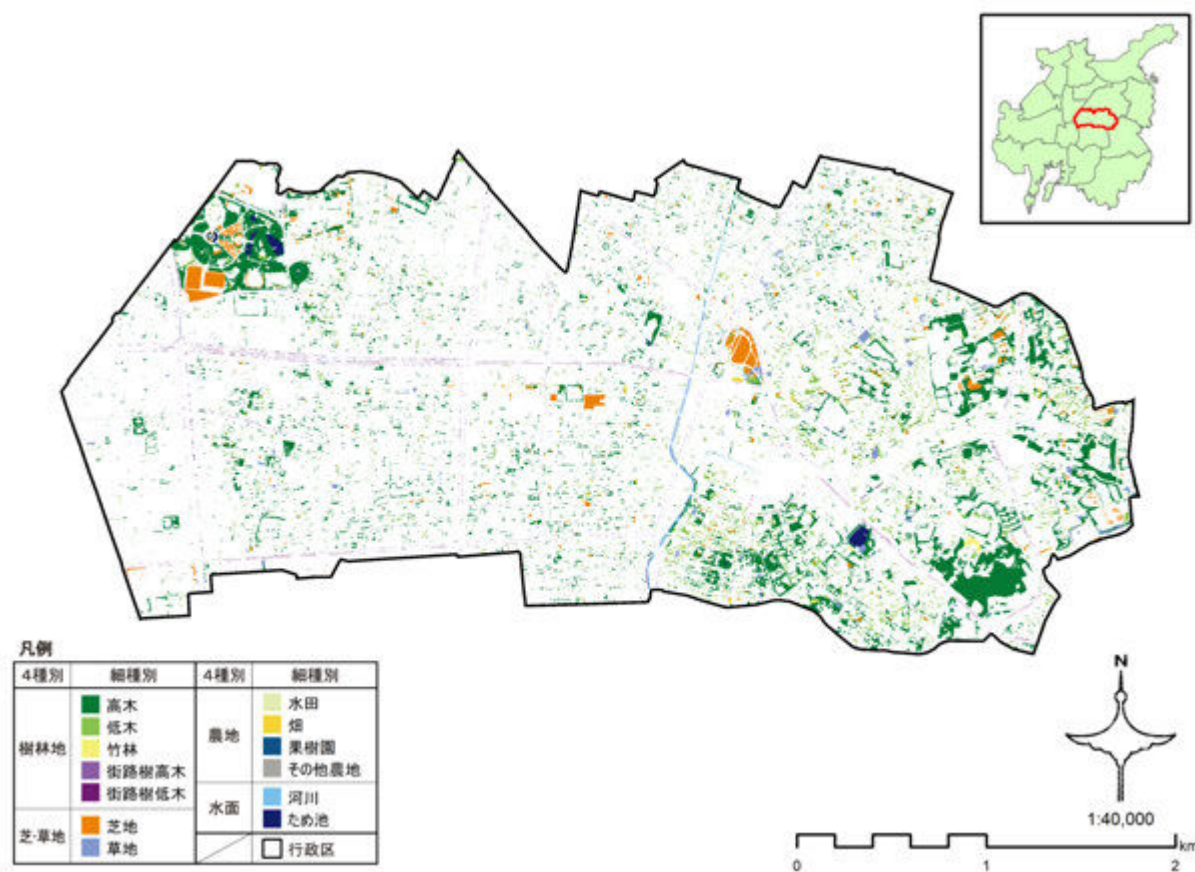 凡例
4種別 細種別 4種別 細種別
樹林地
高木
低木
竹林
街路樹高木
街路樹低木
芝・草地
芝地
草地
農地
水田
畑
果樹園
その他農地
水面
河川
ため池
行政区
N
1:40,000
0 1 2 km